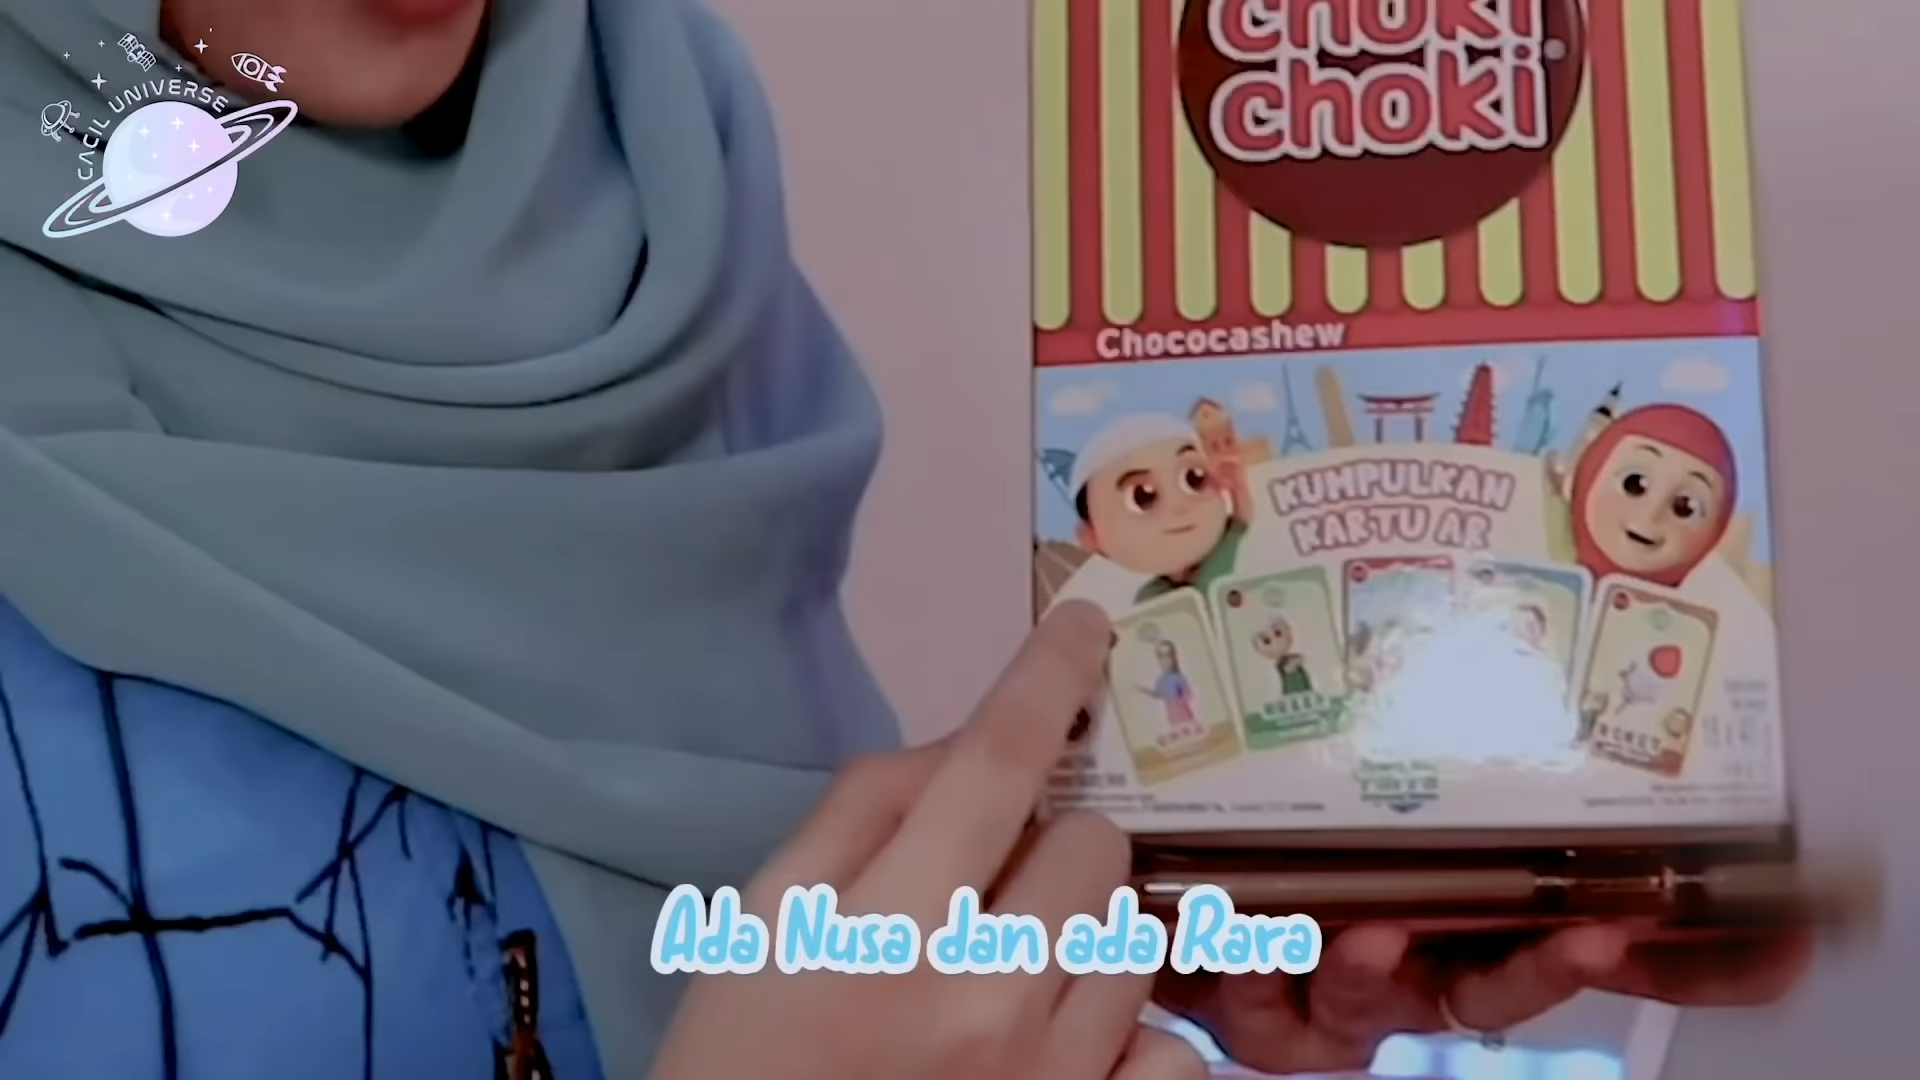 CACIL UNIVERSE
choki
choki
Chococashew
KUMPULKAN
KARTU AR
Ada Nusa dan ada Rara